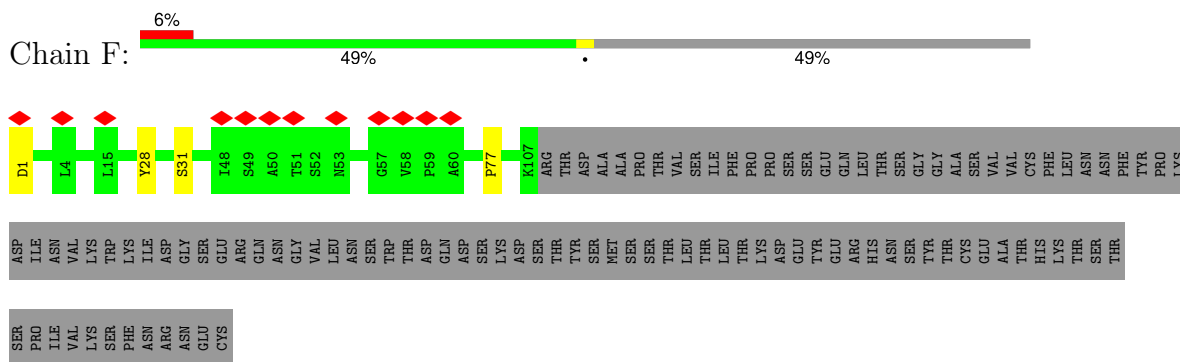 6%
Chain F:
49% • 49%
D1 L4 L15 Y28 S31 I48 S49 A50 T51 S52 N53 G57 V58 P59 A60 P77 K107 ARG THR ASP ALA ALA PRO THR VAL SER ILE PHE PRO PRO SER SER GLU GLN LEU THR SER GLY GLY ALA SER VAL VAL CYS PHE LEU ASN ASN PHE TYR PRO LYS
ASP ILE ASN VAL LYS TRP LYS ILE ASP GLY SER GLU ARG GLN ASN GLY VAL LEU ASN SER TRP THR ASP GLN ASP SER LYS ASP SER THR TYR SER MET SER SER THR LEU THR LEU THR LYS ASP GLU TYR GLU ARG HIS ASN SER TYR THR CYS GLU ALA THR HIS LYS THR SER THR
SER PRO ILE VAL LYS SER PHE ASN ARG ASN GLU CYS